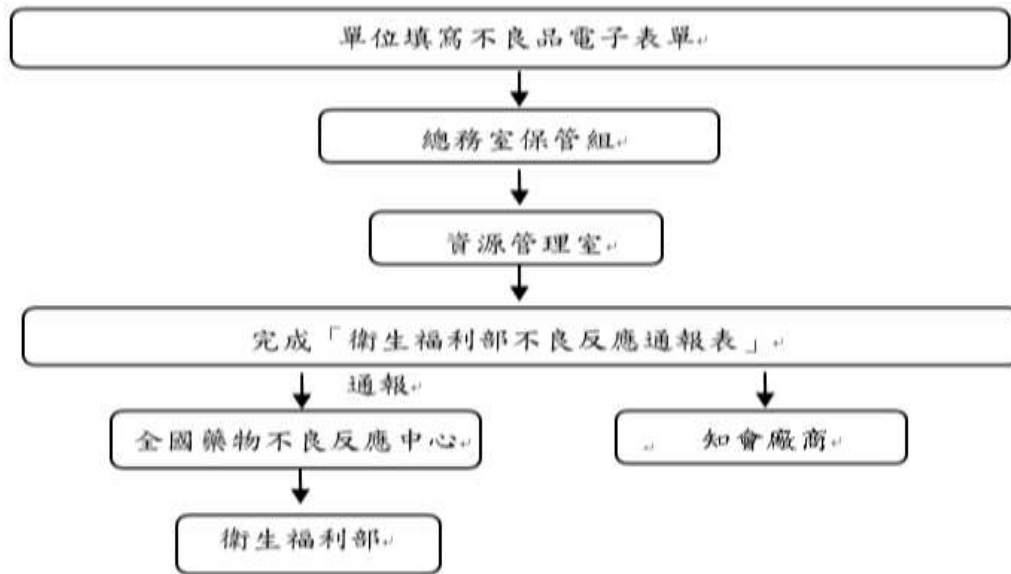 單位填寫不良品電子表單
總務室保管組
資源管理室
完成「衛生福利部不良反應通報表」
通報
全國藥物不良反應中心
知會廠商
衛生福利部